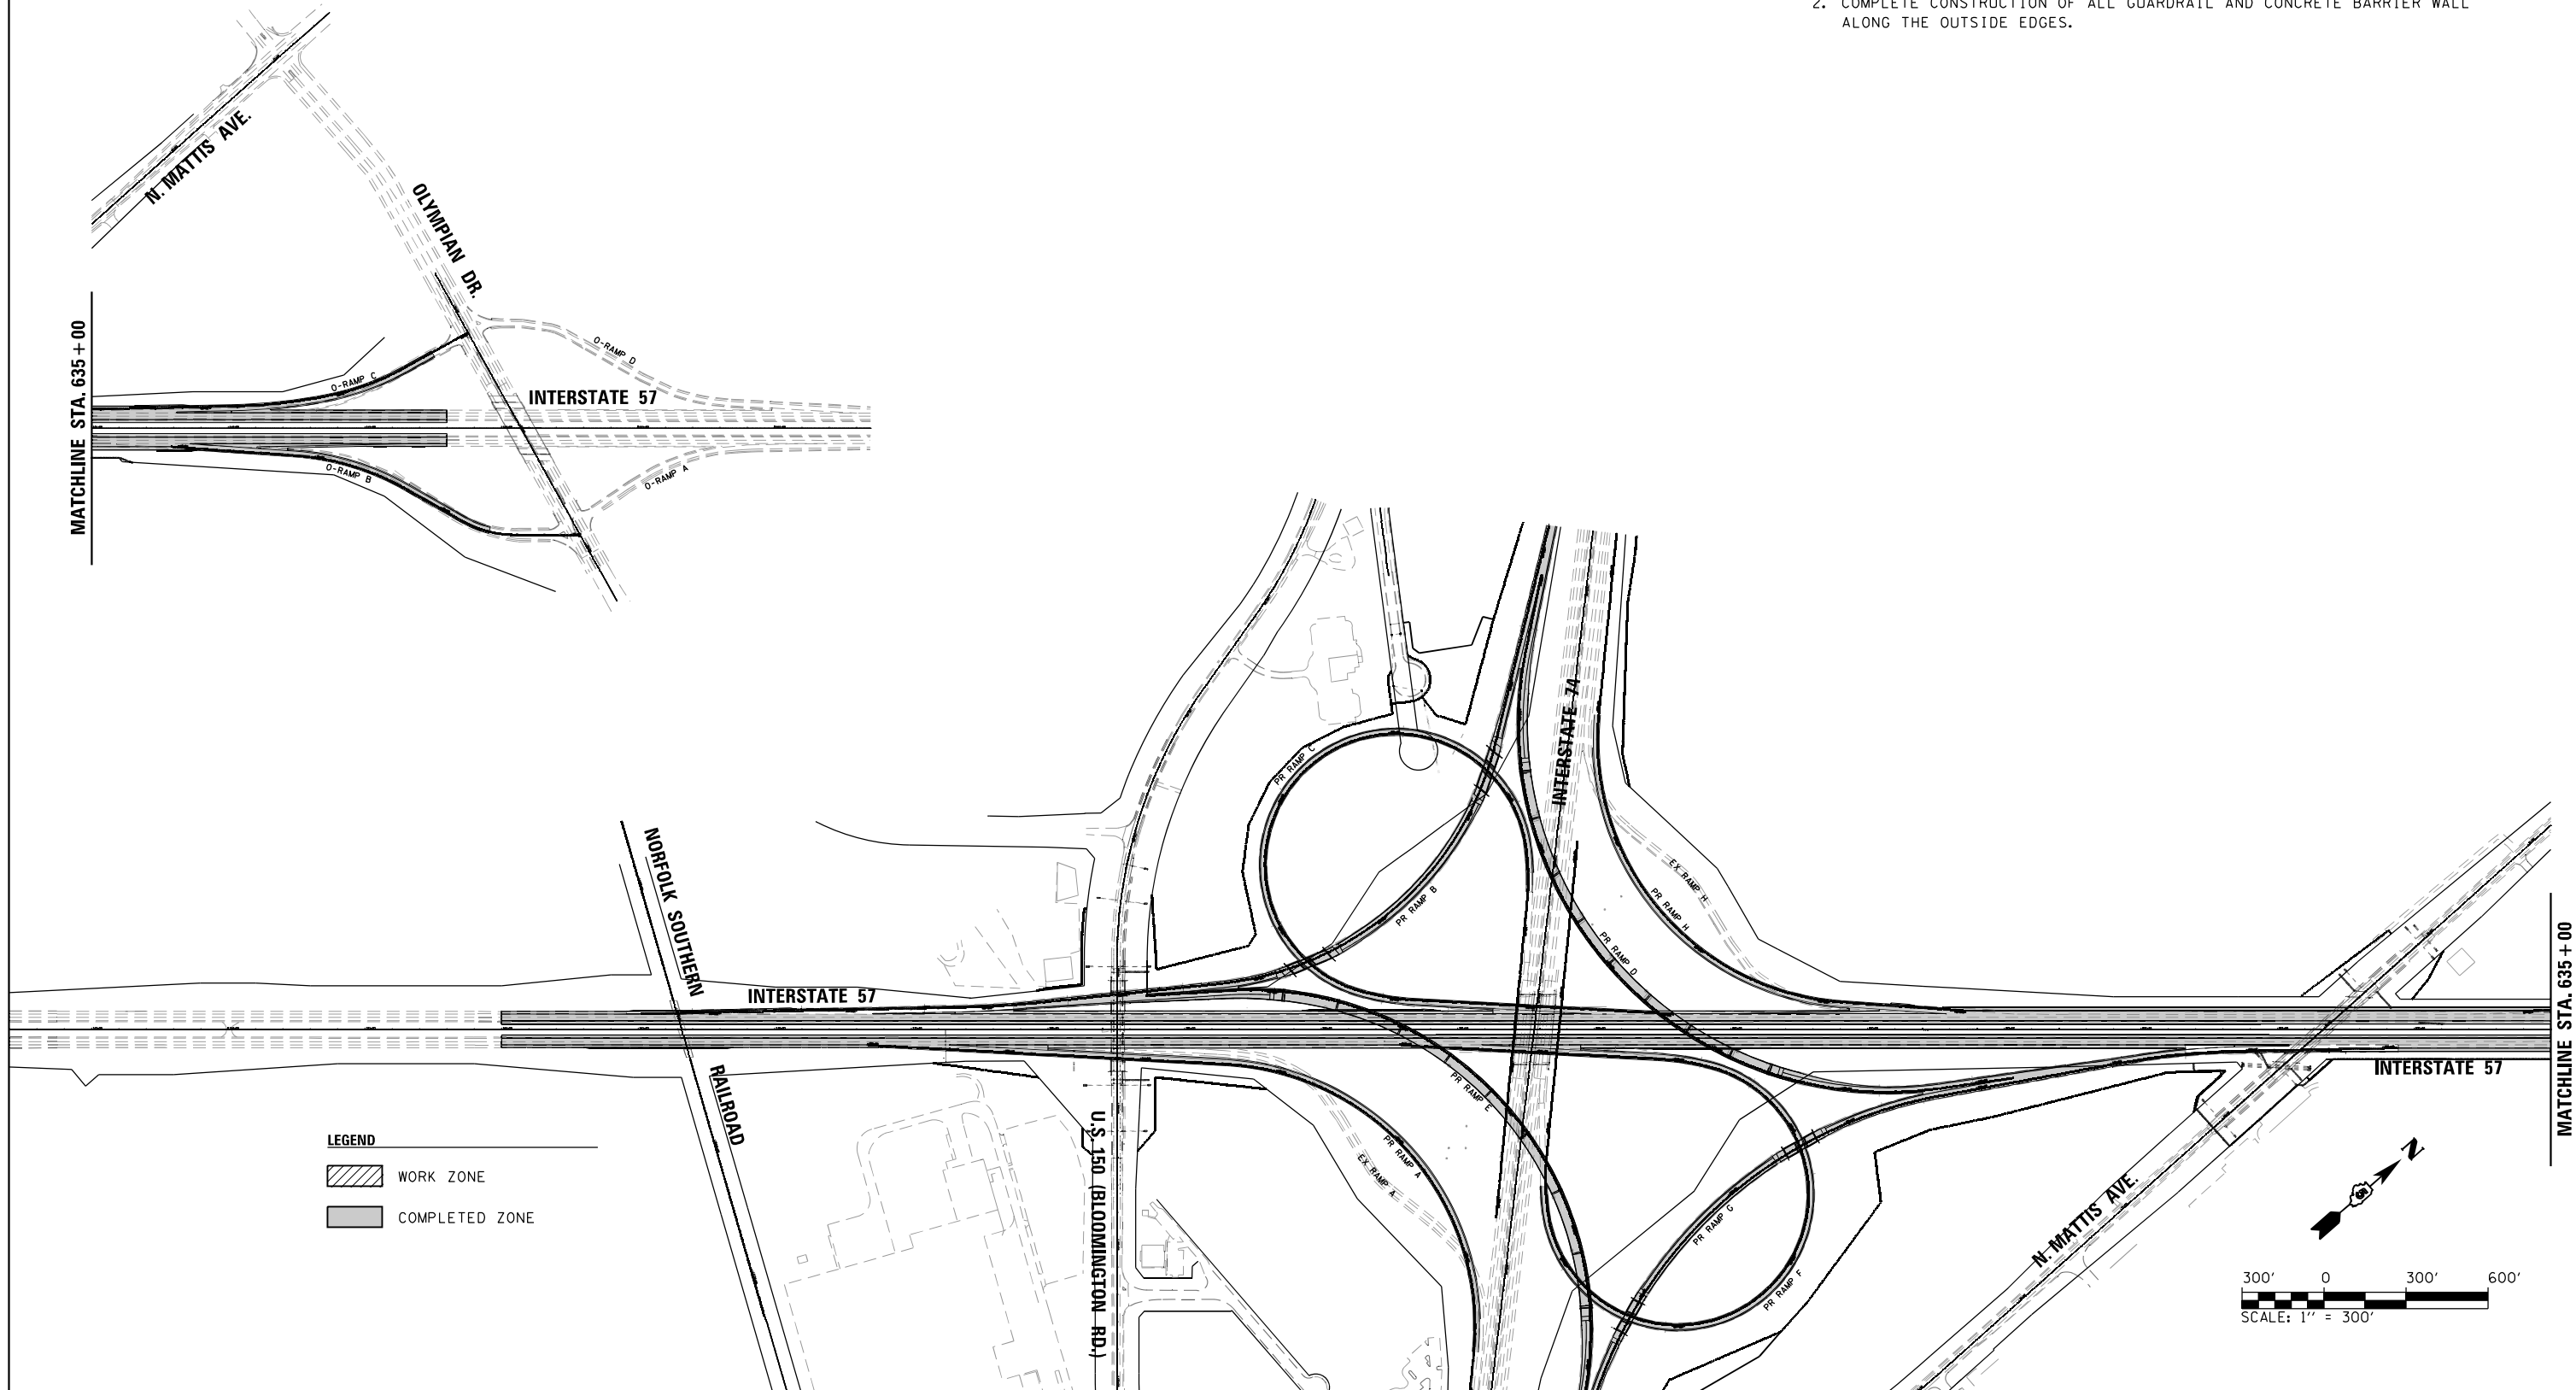 2. COMPLETE CONSTRUCTION OF ALL GUARDRAIL AND CONCRETE BARRIER WALL
ALONG THE OUTSIDE EDGES.
N. MATTIS AVE.
OLYMPIAN DR.
MATCHLINE STA. 635+00
O-RAMP D
O-RAMP C
INTERSTATE 57
O-RAMP B
O-RAMP A
INTERSTATE 74
PR RAMP C
PR RAMP B
EX RAMP H
PR RAMP H
PR RAMP D
NORFOLK SOUTHERN
RAILROAD
INTERSTATE 57
INTERSTATE 57
MATCHLINE STA. 635+00
PR RAMP E
PR RAMP A
EX RAMP A
U.S. 150 (BLOOMINGTON RD.)
PR RAMP G
PR RAMP F
N. MATTIS AVE.
N
LEGEND
WORK ZONE
COMPLETED ZONE
300' 0 300' 600'
SCALE: 1'' = 300'